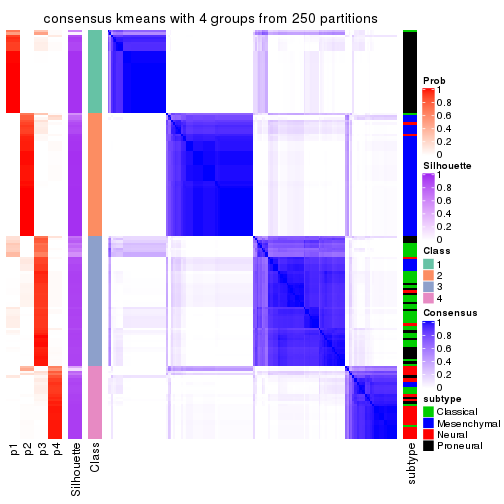 consensus kmeans with 4 groups from 250 partitions
Prob
1
0.8
0.6
0.4
0.2
0
Silhouette
1
0.8
0.6
0.4
0.2
0
Class
1
2
3
4
Consensus
1
0.8
0.6
0.4
0.2
0
subtype
Classical
Mesenchymal
Neural
Proneural
p1
p2
p3
p4
Silhouette
Class
subtype